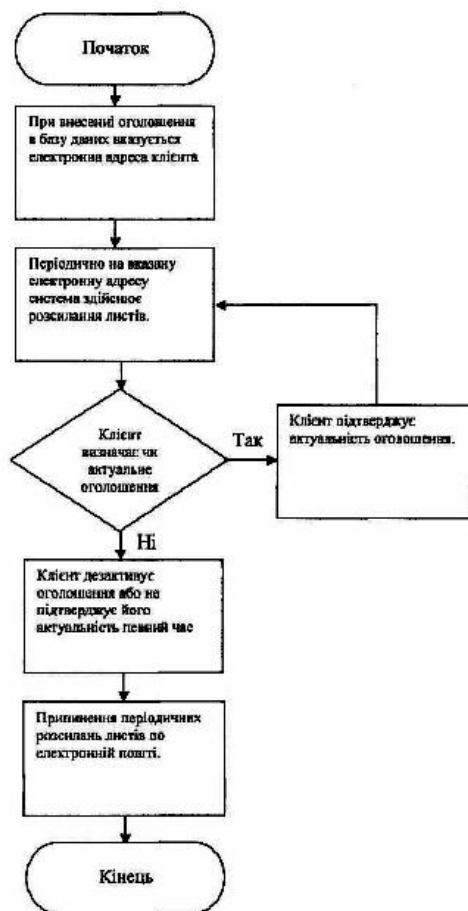 Початок
При внесенні оголошення
в базу даних вказується
електронна адреса клієнта
Періодично на вказану
електронну адресу
система здійснює
розсилання листів.
Клієнт
визначає чи
актуальне
оголошення
Так
Клієнт підтверджує
актуальність оголошення.
Ні
Клієнт дезактивує
оголошення або не
підтверджує його
актуальність певний час
Припинення періодичних
розсилань листів по
електронній пошті.
Кінець